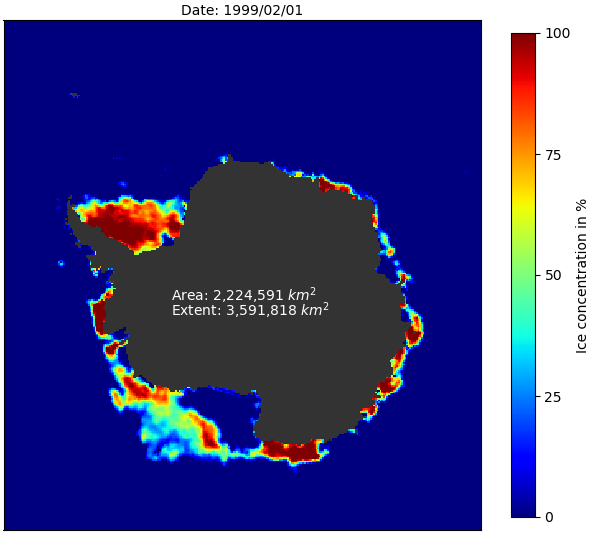 Date: 1999/02/01
Area: 2,224,591 km²
Extent: 3,591,818 km²
100
75
50
25
0
Ice concentration in %